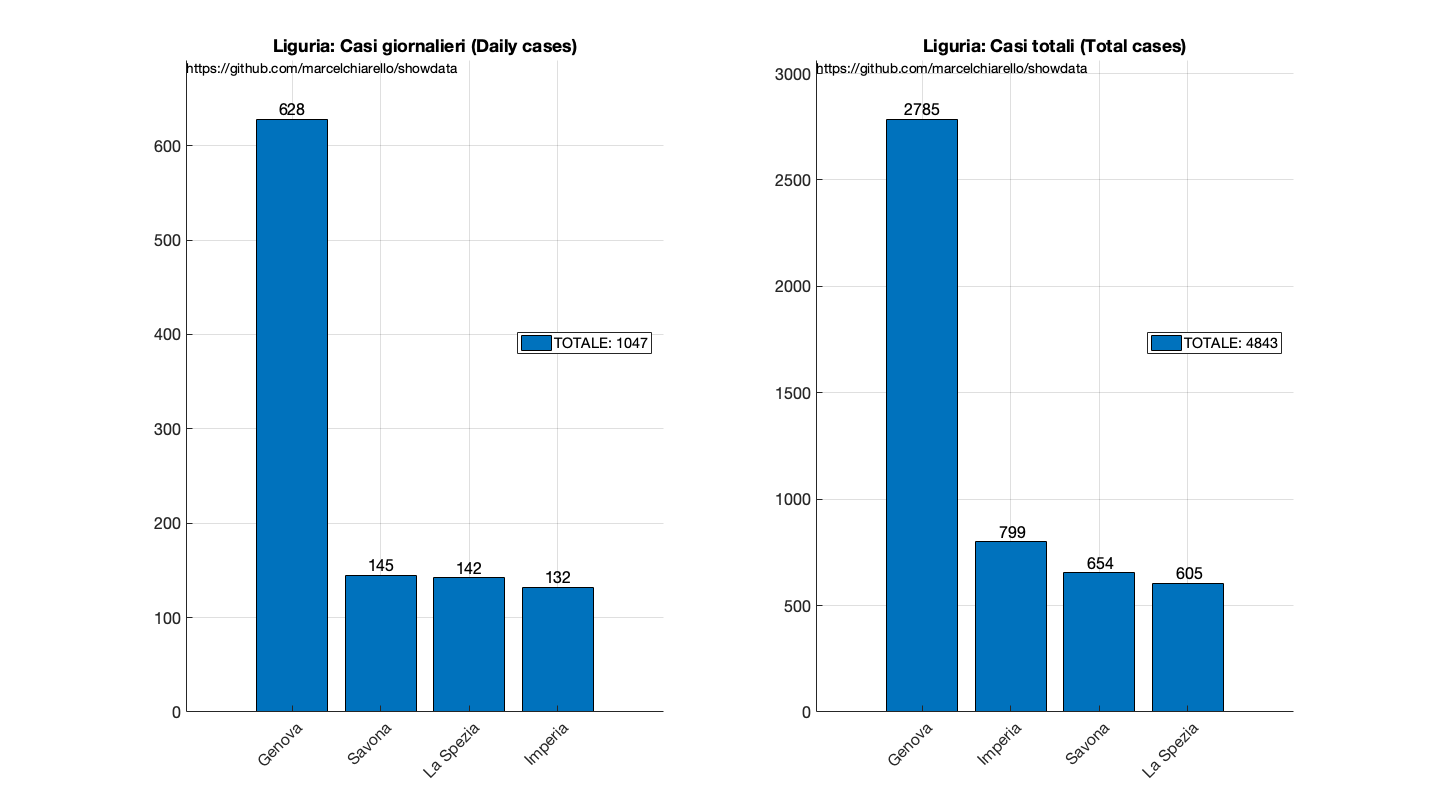 Liguria: Casi giornalieri (Daily cases)
https://github.com/marcelchiarello/showdata
628
600
500
400
TOTALE: 1047
300
200
145
142
132
100
0
Genova
Savona
La Spezia
Imperia
Liguria: Casi totali (Total cases)
https://github.com/marcelchiarello/showdata
3000
2785
2500
2000
TOTALE: 4843
1500
1000
799
654
605
500
0
Genova
Imperia
Savona
La Spezia